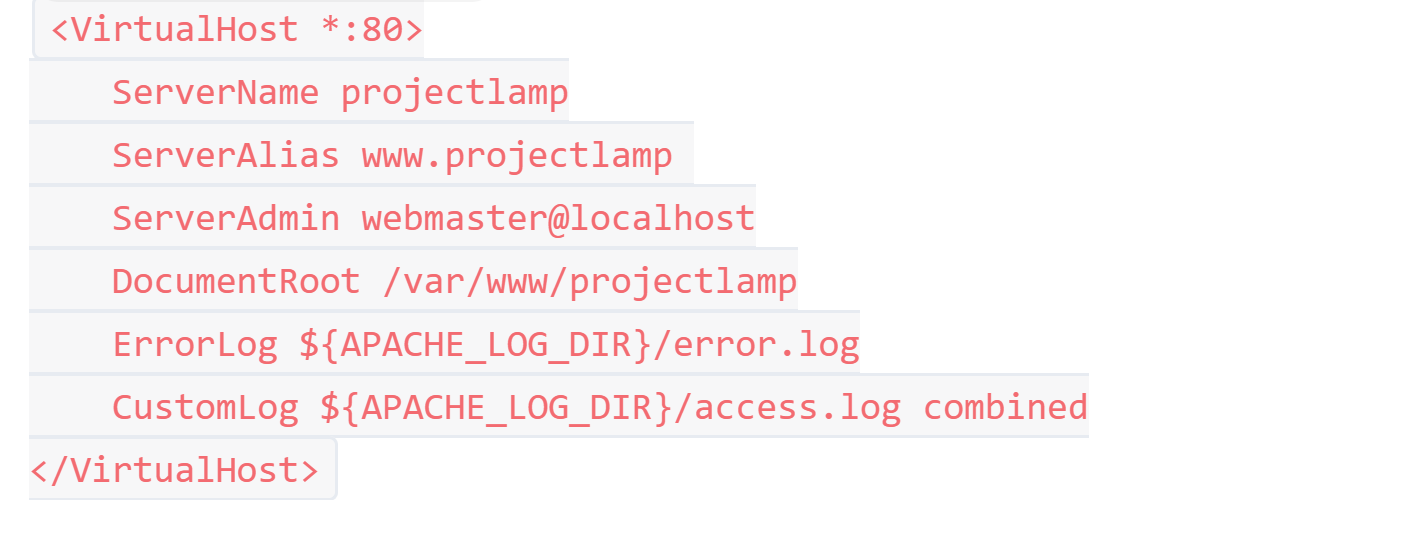 <VirtualHost *:80>
    ServerName projectlamp
    ServerAlias www.projectlamp
    ServerAdmin webmaster@localhost
    DocumentRoot /var/www/projectlamp
    ErrorLog ${APACHE_LOG_DIR}/error.log
    CustomLog ${APACHE_LOG_DIR}/access.log combined
</VirtualHost>